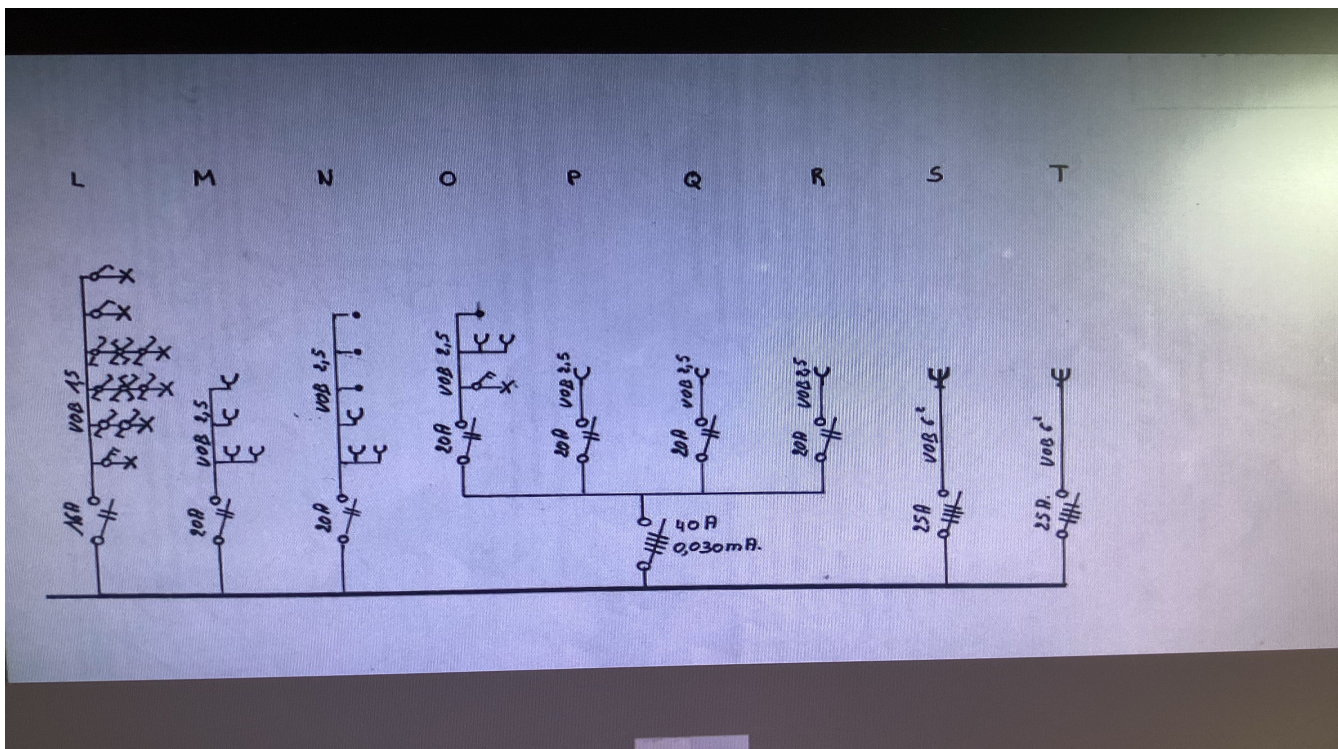 L M N O P Q R S T
VOB 1,5
16A
VOB 2,5
20A
VOB 2,5
20A
VOB 2,5
20A
VOB 2,5
20A
VOB 2,5
20A
VOB 2,5
20A
40A
0,030mA.
VOB 6²
25A
VOB 6²
25A.